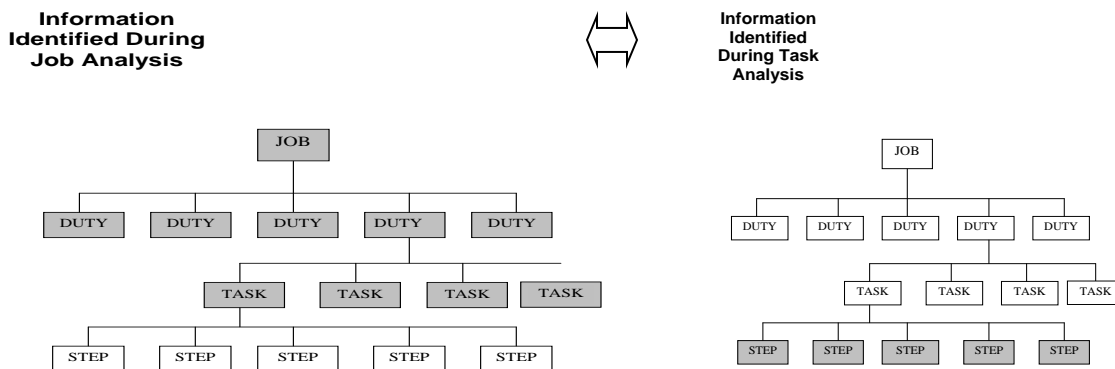 Information
Identified During
Job Analysis
Information
Identified
During Task
Analysis
JOB
DUTY DUTY DUTY DUTY DUTY
TASK TASK TASK TASK
STEP STEP STEP STEP STEP
JOB
DUTY DUTY DUTY DUTY DUTY
TASK TASK TASK TASK
STEP STEP STEP STEP STEP